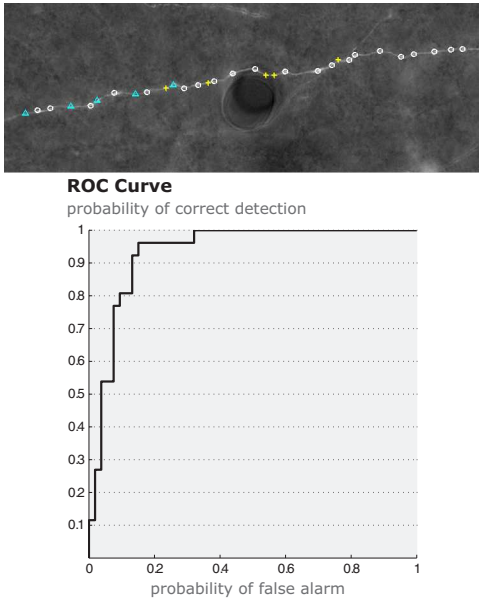 ROC Curve
probability of correct detection
1
0.9
0.8
0.7
0.6
0.5
0.4
0.3
0.2
0.1
0 0.2 0.4 0.6 0.8 1
probability of false alarm